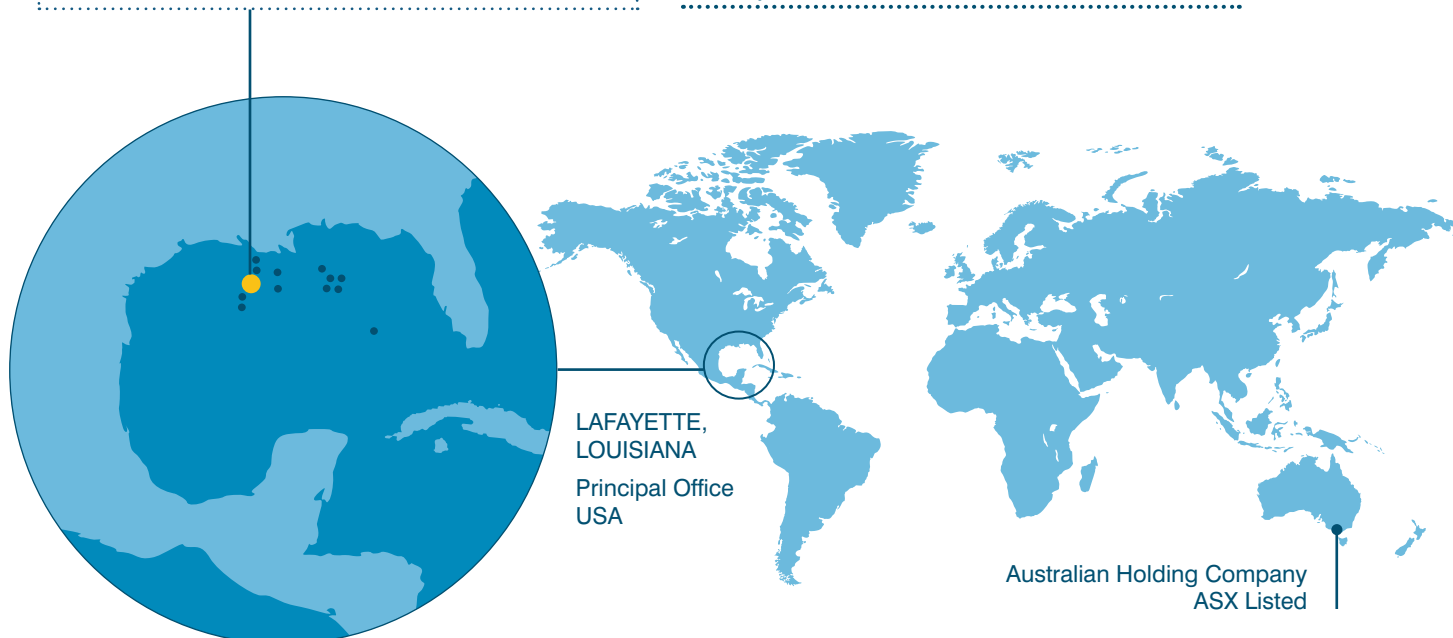 LAFAYETTE,
LOUISIANA
Principal Office
USA
Australian Holding Company
ASX Listed